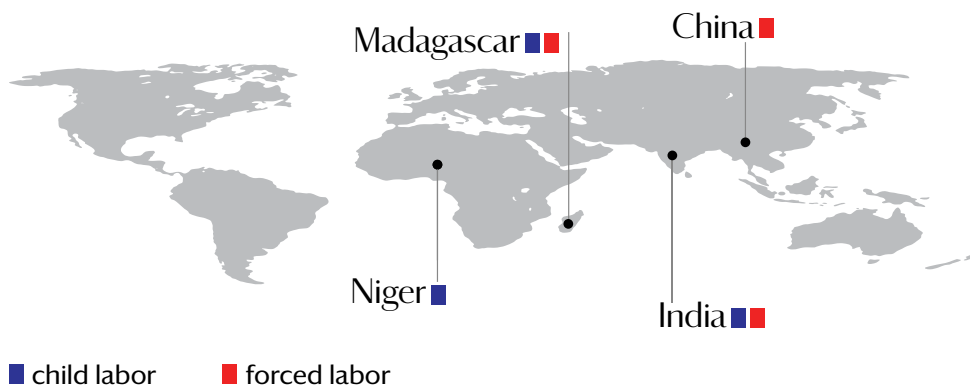 China
Madagascar
Niger
India
child labor
forced labor